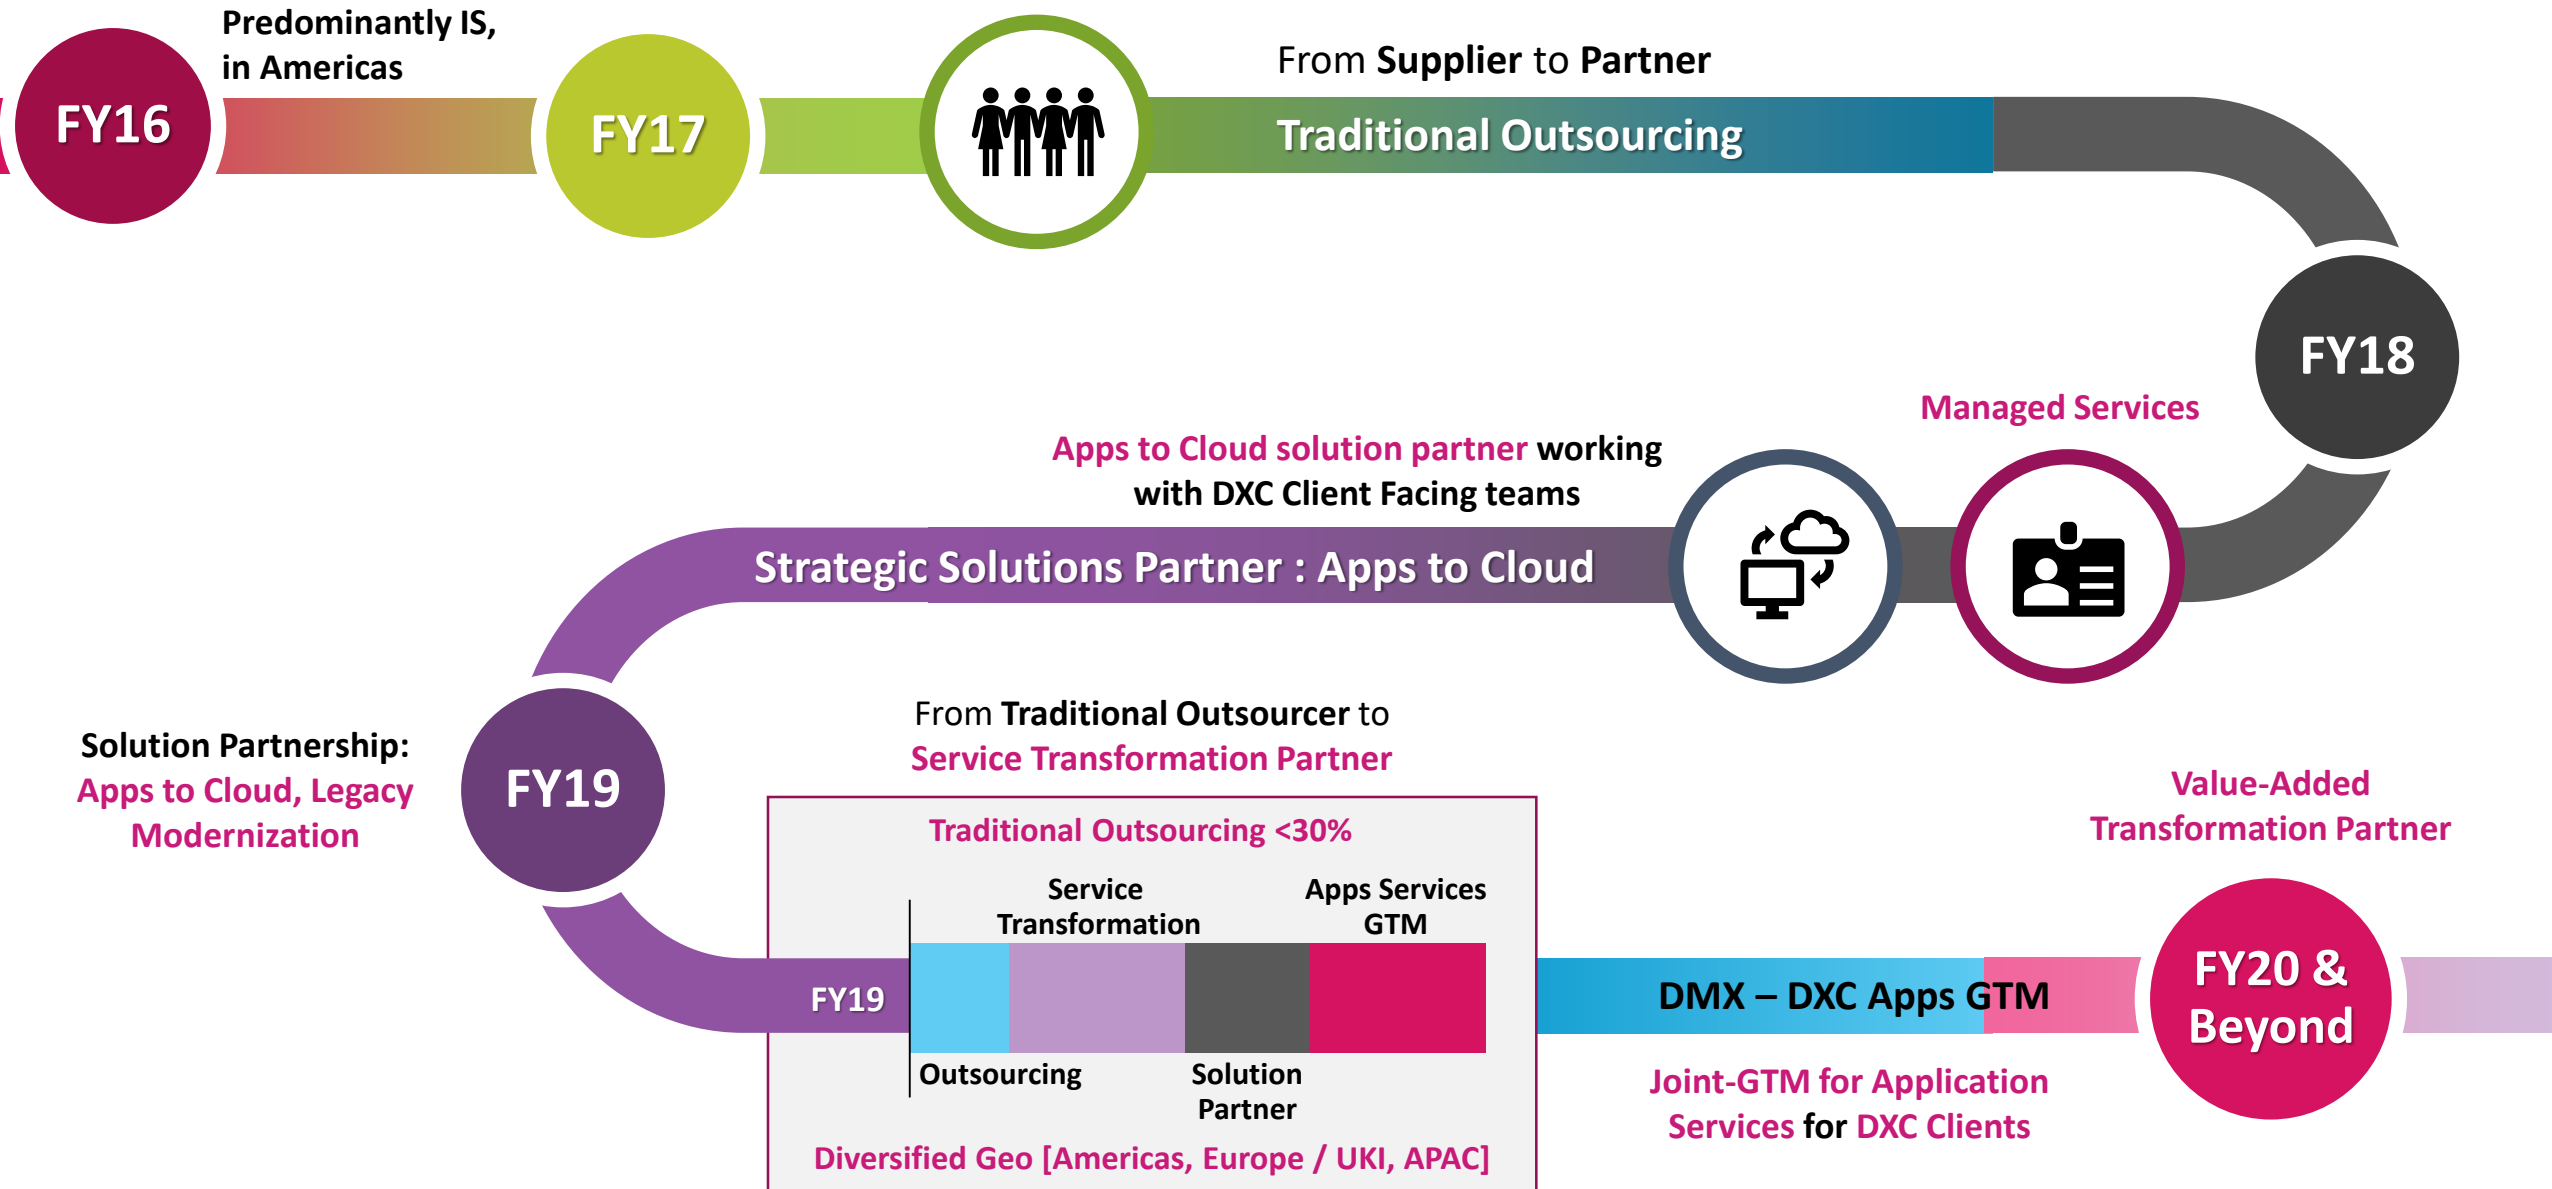 Predominantly IS,
in Americas
FY16
FY17
From Supplier to Partner
Traditional Outsourcing
FY18
Managed Services
Apps to Cloud solution partner working
with DXC Client Facing teams
Strategic Solutions Partner : Apps to Cloud
Solution Partnership:
Apps to Cloud, Legacy
Modernization
FY19
From Traditional Outsourcer to
Service Transformation Partner
Traditional Outsourcing <30%
Service
Transformation
Apps Services
GTM
FY19
Outsourcing
Solution
Partner
Diversified Geo [Americas, Europe / UKI, APAC]
DMX – DXC Apps GTM
Joint-GTM for Application
Services for DXC Clients
Value-Added
Transformation Partner
FY20 &
Beyond